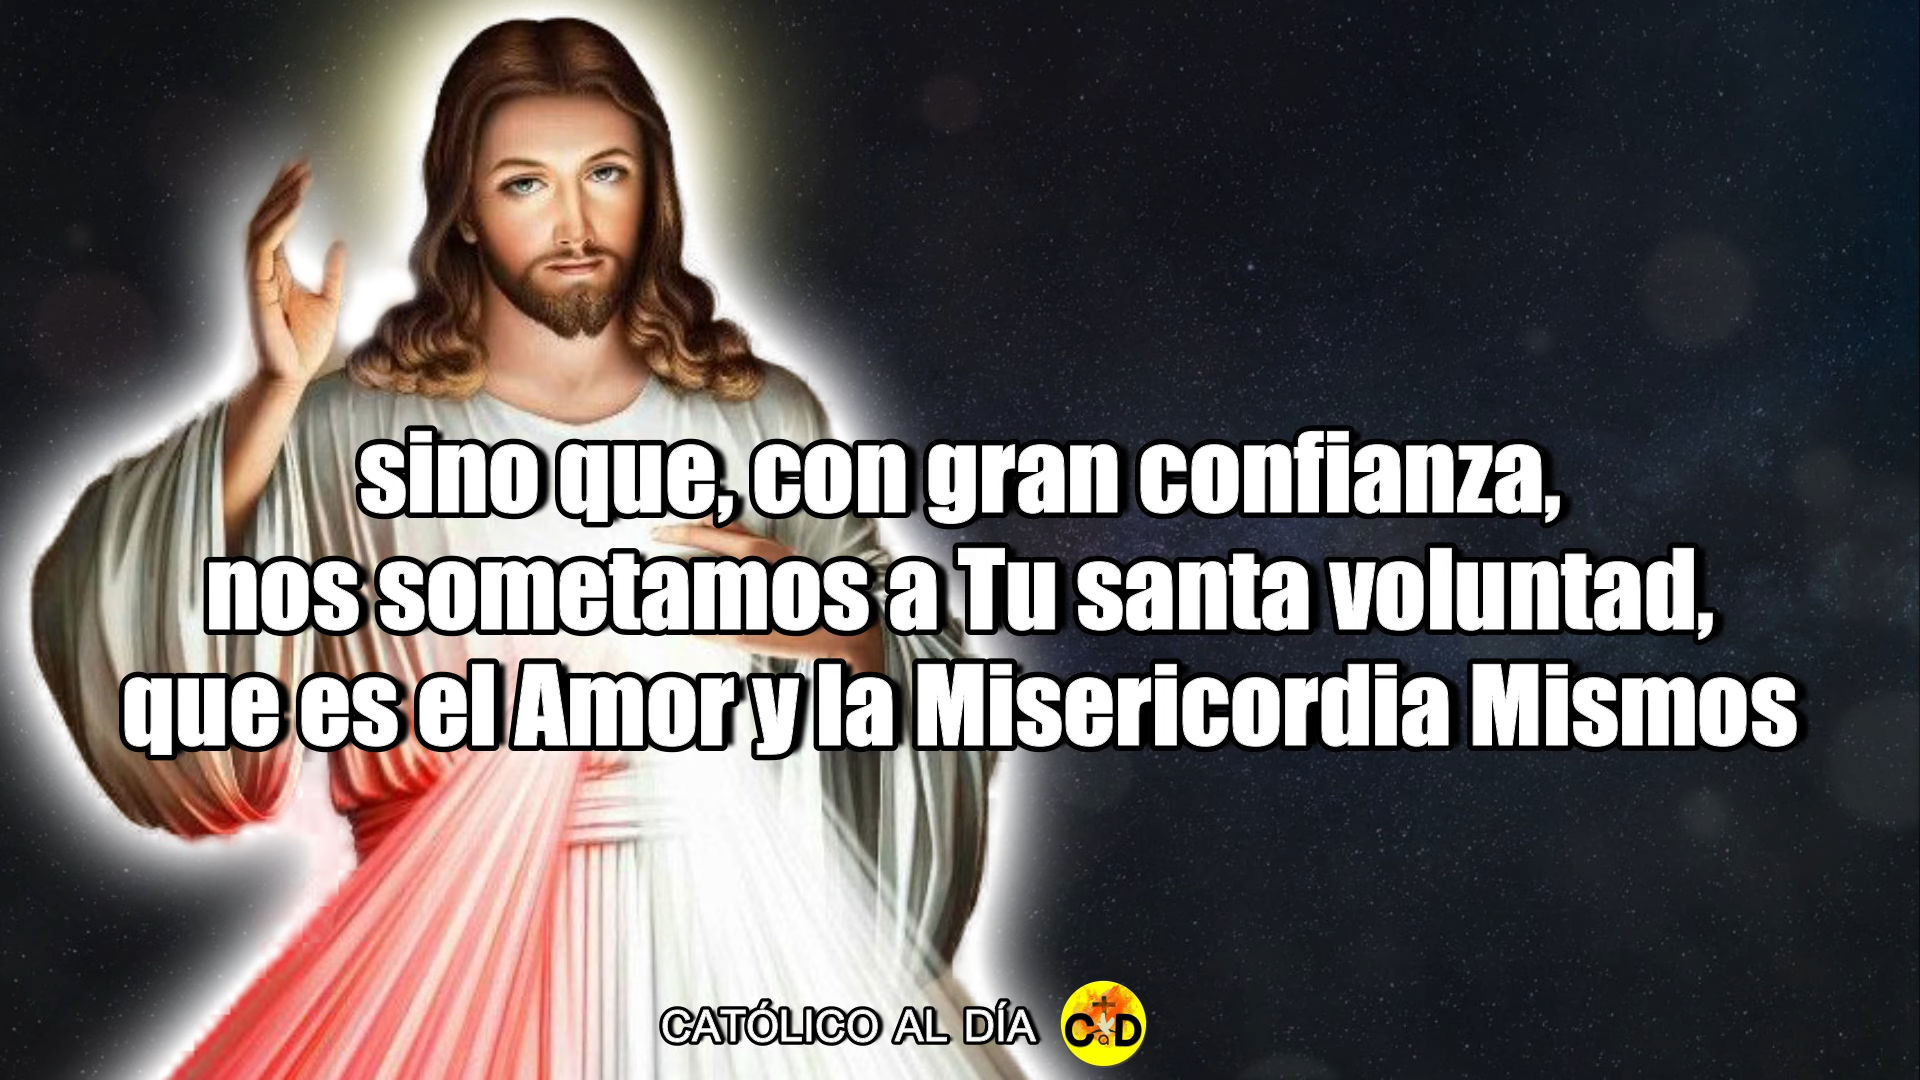 sino que, con gran confianza,
nos sometamos a Tu santa voluntad,
que es el Amor y la Misericordia Mismos
CATÓLICO AL DÍA
CaD